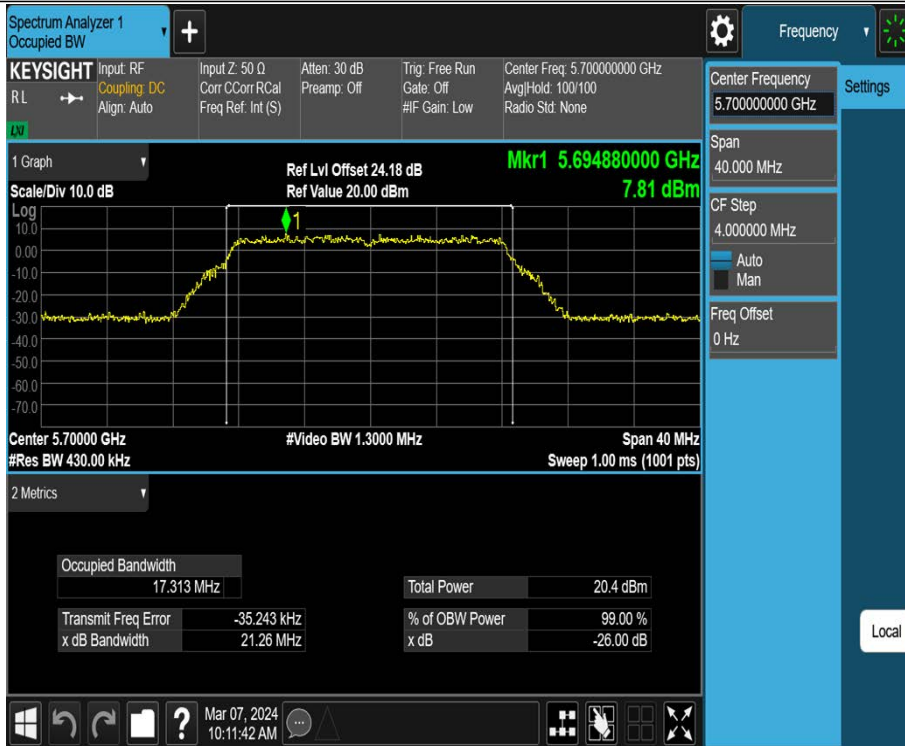 Spectrum Analyzer 1
Occupied BW
+
Frequency
KEYSIGHT
R L
LXI
Input: RF
Coupling: DC
Align: Auto
Input Z: 50 Ω
Corr CCorr RCal
Freq Ref: Int (S)
Atten: 30 dB
Preamp: Off
Trig: Free Run
Gate: Off
#IF Gain: Low
Center Freq: 5.700000000 GHz
Avg|Hold: 100/100
Radio Std: None
Center Frequency
5.700000000 GHz
Settings
Span
40.000 MHz
CF Step
4.000000 MHz
Auto
Man
Freq Offset
0 Hz
1 Graph
Scale/Div 10.0 dB
Ref Lvl Offset 24.18 dB
Ref Value 20.00 dBm
Mkr1 5.694880000 GHz
7.81 dBm
Log
1
10.0
0.00
-10.0
-20.0
-30.0
-40.0
-50.0
-60.0
-70.0
Center 5.70000 GHz
#Video BW 1.3000 MHz
Span 40 MHz
#Res BW 430.00 kHz
Sweep 1.00 ms (1001 pts)
2 Metrics
Occupied Bandwidth
17.313 MHz
Total Power 20.4 dBm
Transmit Freq Error -35.243 kHz
% of OBW Power 99.00 %
x dB Bandwidth 21.26 MHz
x dB -26.00 dB
Local
?
Mar 07, 2024
10:11:42 AM